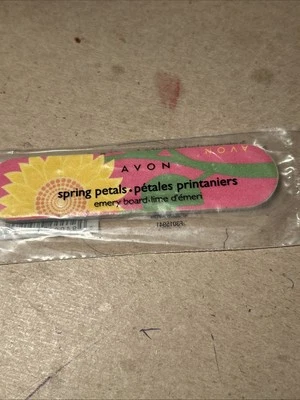 AVON
AVON
spring petals • pétales printaniers
emery board • lime d'émeri